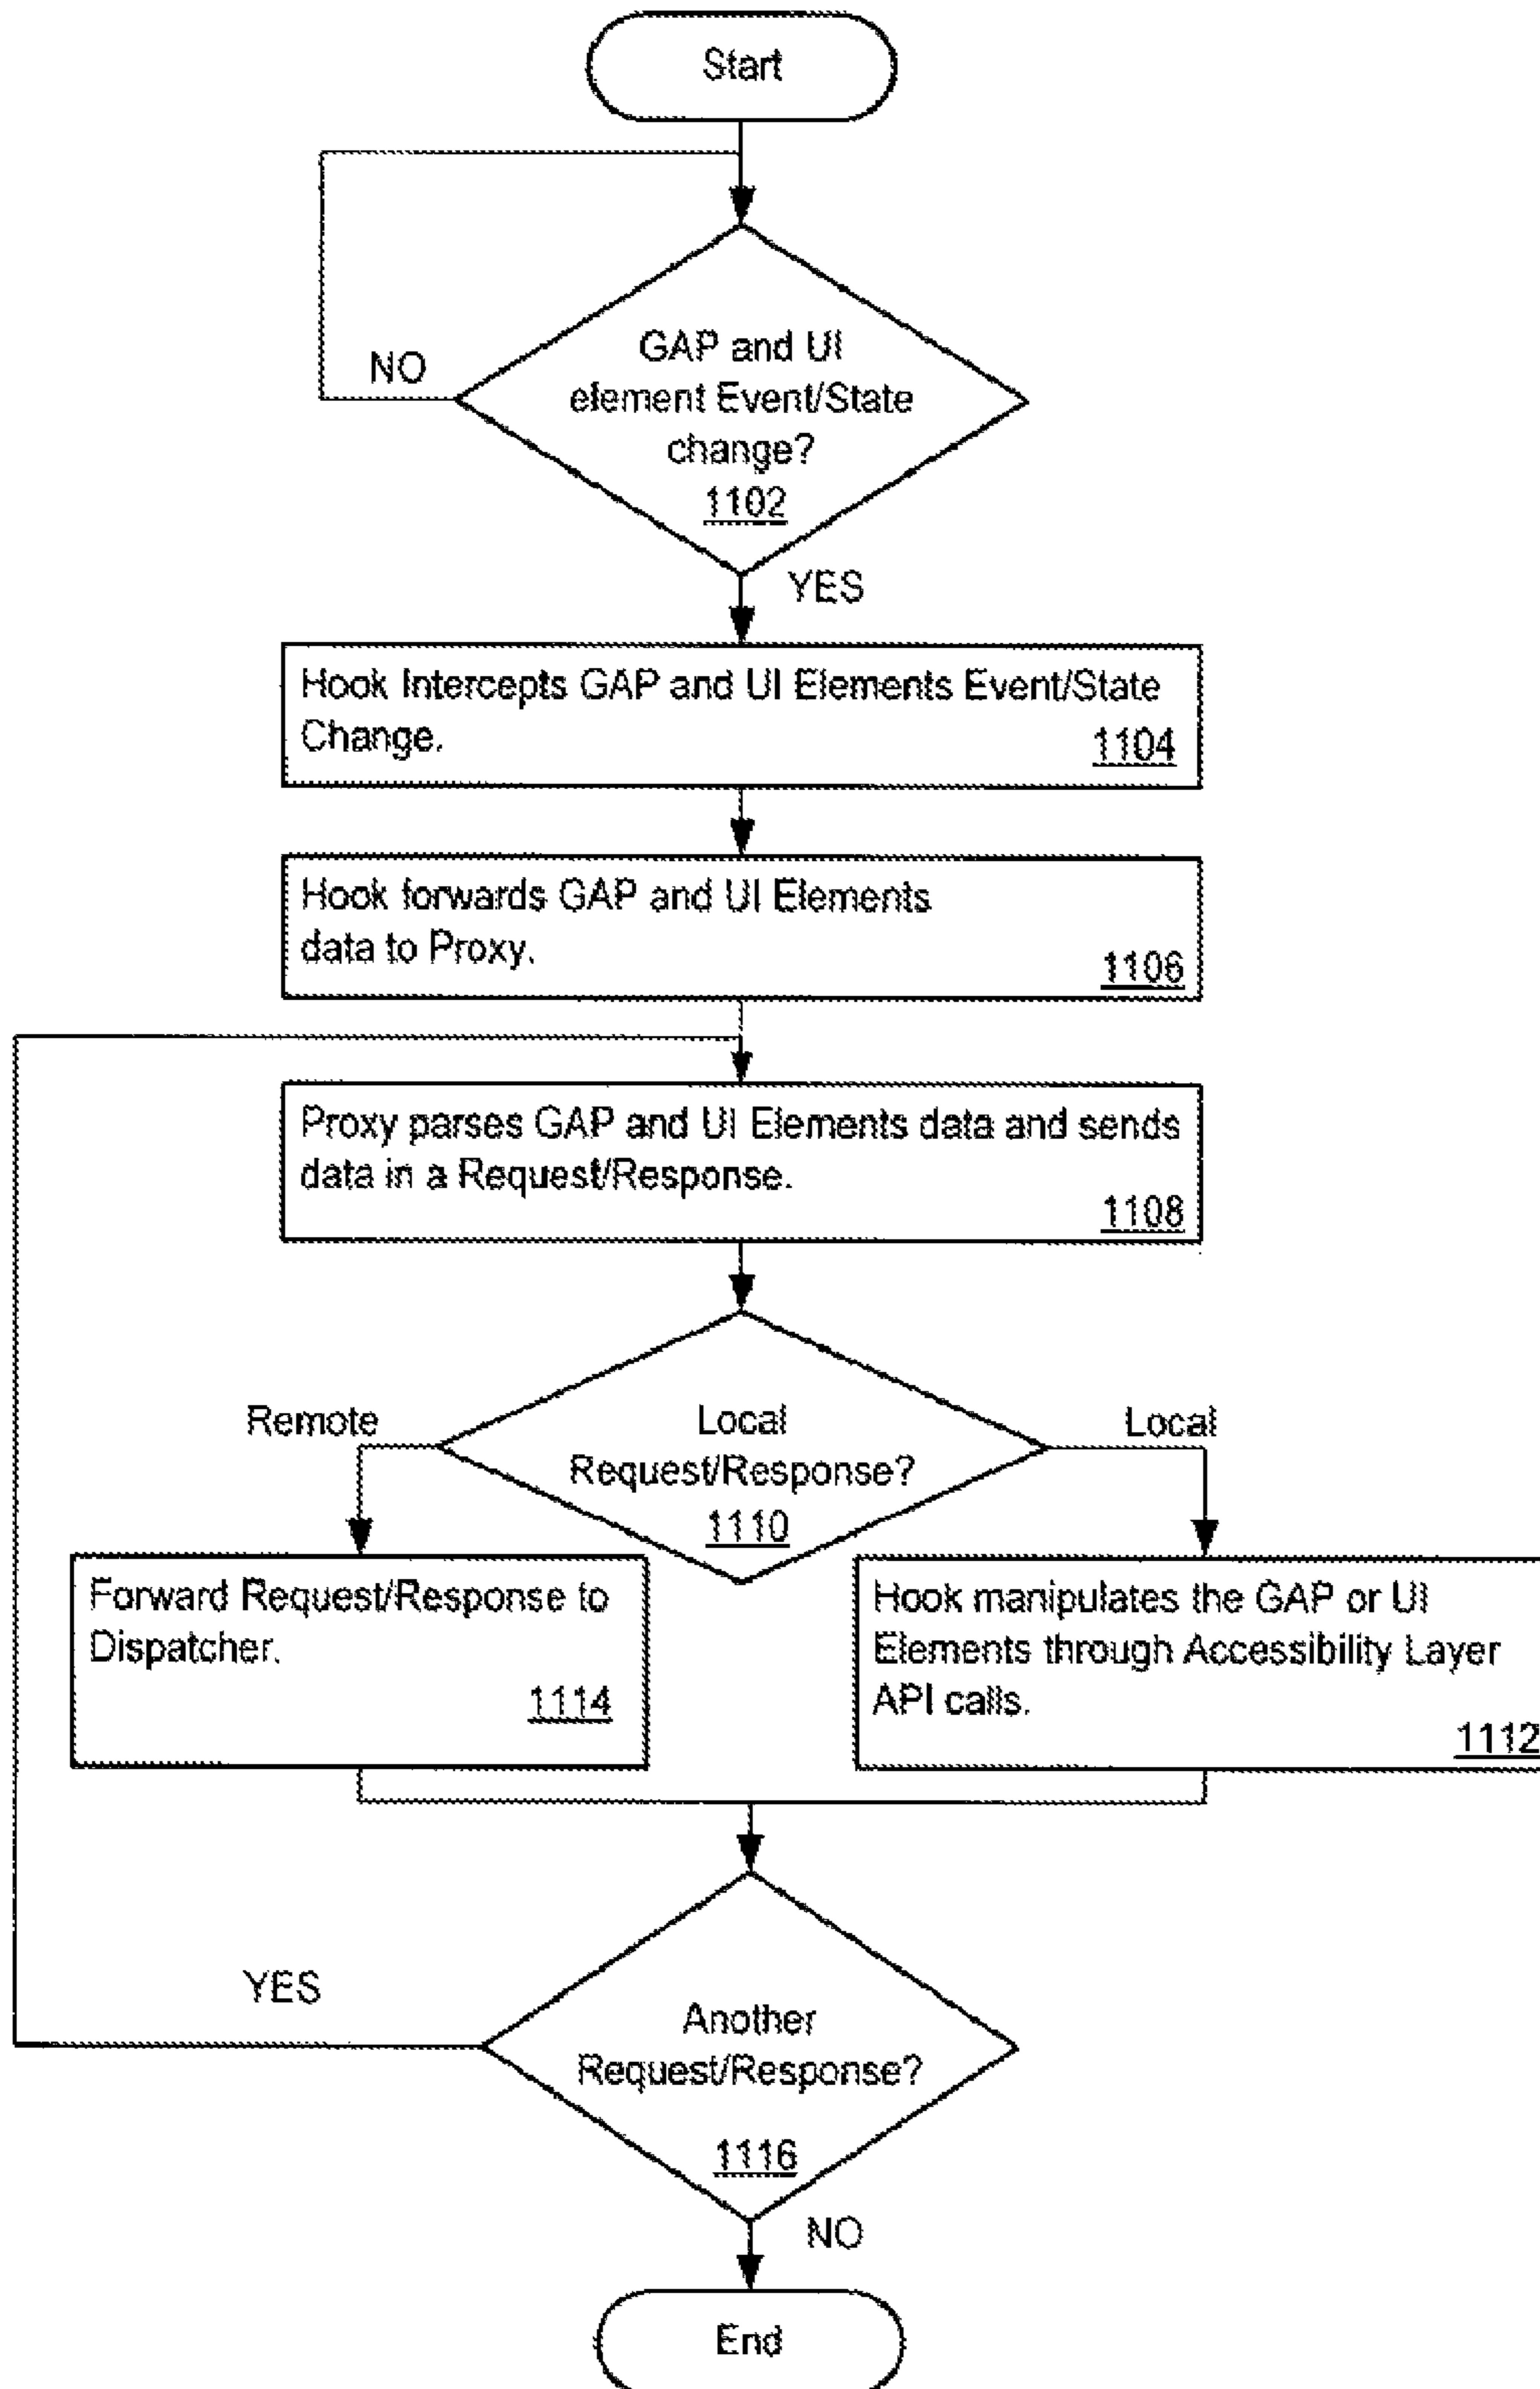 Start
NO
GAP and UI
element Event/State
change?
1102
YES
Hook Intercepts GAP and UI Elements Event/State
Change.
1104
Hook forwards GAP and UI Elements
data to Proxy.
1106
Proxy parses GAP and UI Elements data and sends
data in a Request/Response.
1108
Remote
Local
Request/Response?
1110
Local
Forward Request/Response to
Dispatcher.
1114
Hook manipulates the GAP or UI
Elements through Accessibility Layer
API calls.
1112
YES
Another
Request/Response?
1116
NO
End